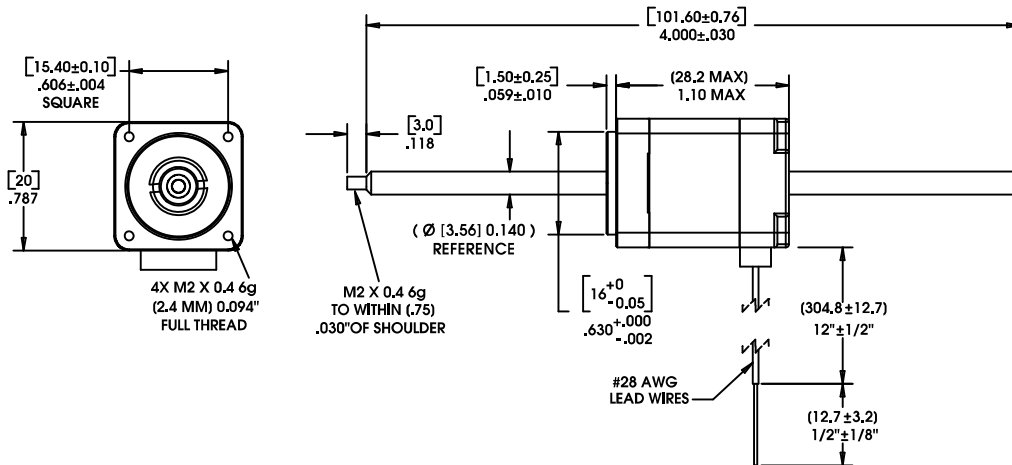 [101.60±0.76]
4.000±.030
[15.40±0.10]
.606±.004
SQUARE
[1.50±0.25]
.059±.010
(28.2 MAX)
1.10 MAX
[3.0]
.118
[20]
.787
( Ø [3.56] 0.140 )
REFERENCE
4X M2 X 0.4 6g
(2.4 MM) 0.094"
FULL THREAD
M2 X 0.4 6g
TO WITHIN (.75)
.030"OF SHOULDER
[16 +0 -0.05]
.630 +.000 -.002
(304.8±12.7)
12"±1/2"
#28 AWG
LEAD WIRES
(12.7±3.2)
1/2"±1/8"